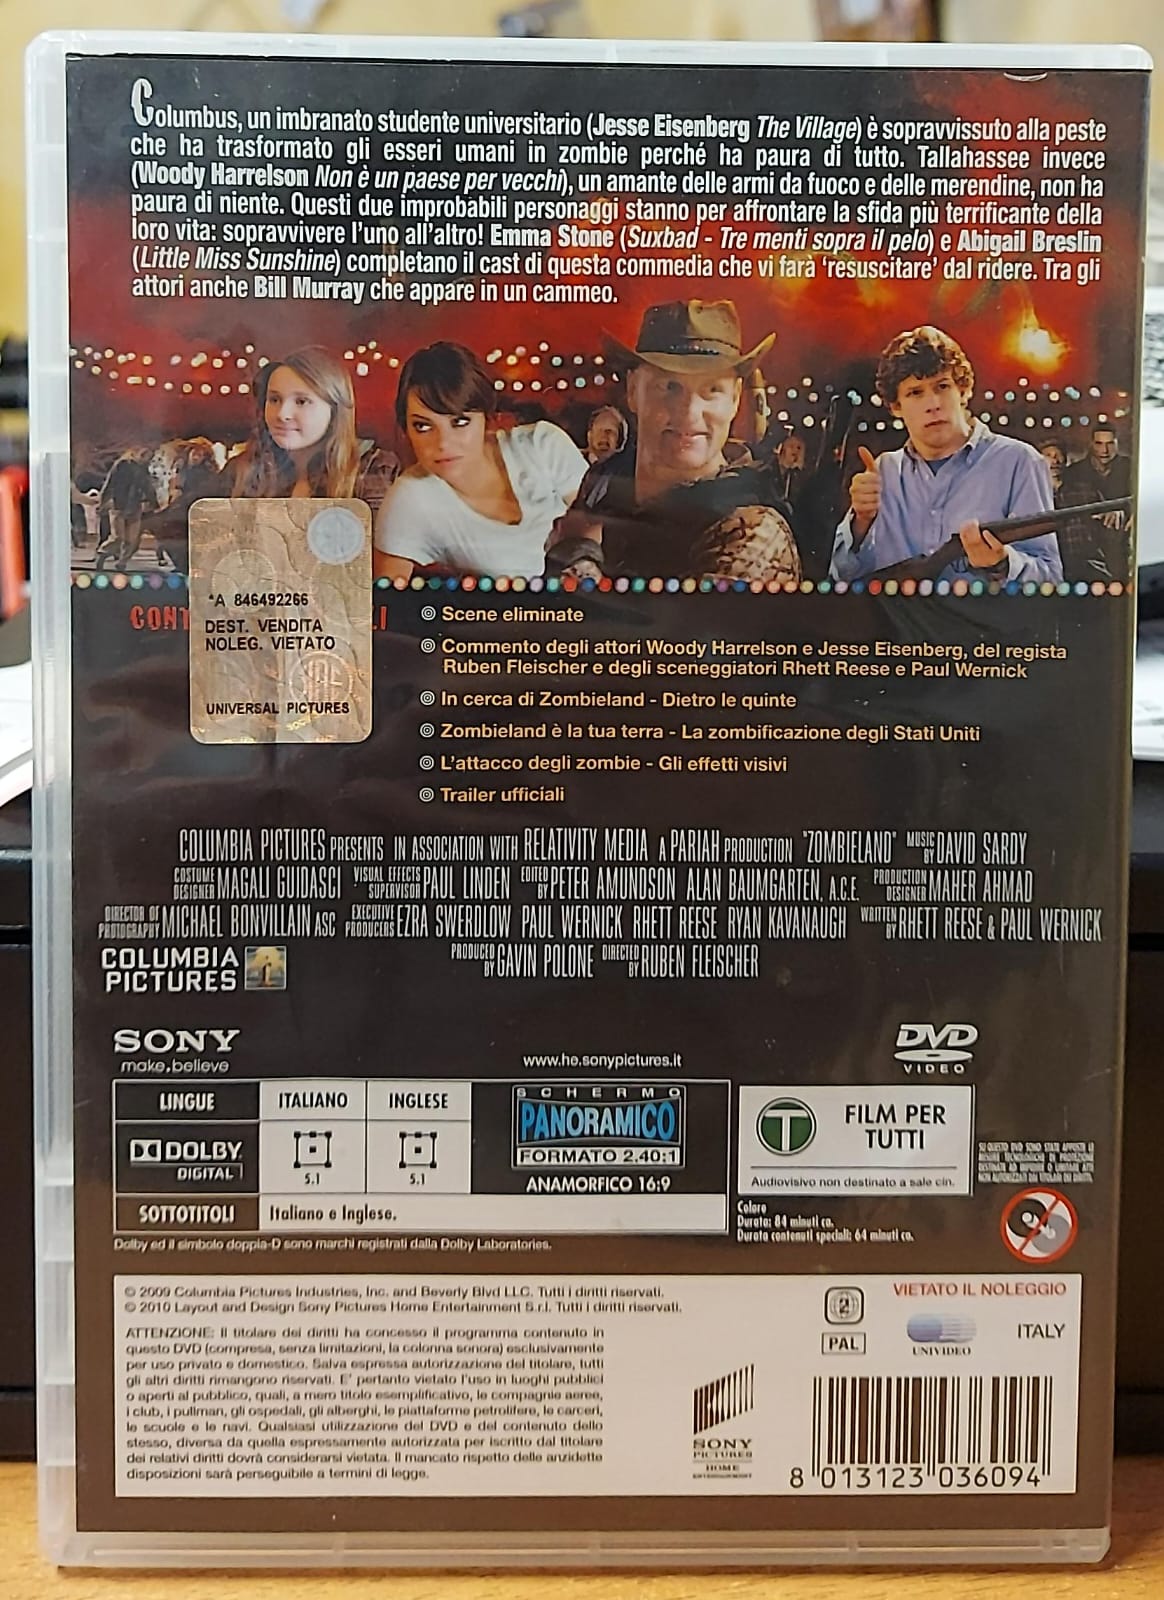 Columbus, un imbranato studente universitario (Jesse Eisenberg The Village) è sopravvissuto alla peste
che ha trasformato gli esseri umani in zombie perché ha paura di tutto. Tallahassee invece
(Woody Harrelson Non è un paese per vecchi), un amante delle armi da fuoco e delle merendine, non ha
paura di niente. Questi due improbabili personaggi stanno per affrontare la sfida più terrificante della
loro vita: sopravvivere l'uno all'altro! Emma Stone (Suxbad - Tre menti sopra il pelo) e Abigail Breslin
(Little Miss Sunshine) completano il cast di questa commedia che vi farà 'resuscitare' dal ridere. Tra gli
attori anche Bill Murray che appare in un cammeo.
*A 846492266
DEST. VENDITA
NOLEG. VIETATO
UNIVERSAL PICTURES
Scene eliminate
Commento degli attori Woody Harrelson e Jesse Eisenberg, del regista
Ruben Fleischer e degli sceneggiatori Rhett Reese e Paul Wernick
In cerca di Zombieland - Dietro le quinte
Zombieland è la tua terra - La zombificazione degli Stati Uniti
L'attacco degli zombie - Gli effetti visivi
Trailer ufficiali
COLUMBIA PICTURES PRESENTS IN ASSOCIATION WITH RELATIVITY MEDIA A PARIAH PRODUCTION "ZOMBIELAND" MUSIC BY DAVID SARDY
COSTUME DESIGNER MAGALI GUIDASCI VISUAL EFFECTS SUPERVISOR PAUL LINDEN EDITED BY PETER AMUNDSON ALAN BAUMGARTEN, A.C.E. PRODUCTION DESIGNER MAHER AHMAD
DIRECTOR OF PHOTOGRAPHY MICHAEL BONVILLAIN ASC EXECUTIVE PRODUCERS EZRA SWERDLOW PAUL WERNICK RHETT REESE RYAN KAVANAUGH WRITTEN BY RHETT REESE & PAUL WERNICK
PRODUCED BY GAVIN POLONE DIRECTED BY RUBEN FLEISCHER
COLUMBIA
PICTURES
SONY
make.believe
www.he.sonypictures.it
DVD
VIDEO
LINGUE ITALIANO INGLESE
DOLBY
DIGITAL
5.1 5.1
SCHERMO
PANORAMICO
FORMATO 2.40:1
ANAMORFICO 16:9
SOTTOTITOLI Italiano e Inglese.
T FILM PER
TUTTI
Audiovisivo non destinato a sale cin.
Colore
Durata: 84 minuti ca.
Durata contenuti speciali: 64 minuti ca.
Dolby ed il simbolo doppia-D sono marchi registrati dalla Dolby Laboratories.
© 2009 Columbia Pictures Industries, Inc. and Beverly Blvd LLC. Tutti i diritti riservati.
© 2010 Layout and Design Sony Pictures Home Entertainment S.r.l. Tutti i diritti riservati.
ATTENZIONE: Il titolare dei diritti ha concesso il programma contenuto in
questo DVD (compresa, senza limitazioni, la colonna sonora) esclusivamente
per uso privato e domestico. Salva espressa autorizzazione del titolare, tutti
gli altri diritti rimangono riservati. E' pertanto vietato l'uso in luoghi pubblici
o aperti al pubblico, quali, a mero titolo esemplificativo, le compagnie aeree,
i club, i pullman, gli ospedali, gli alberghi, le piattaforme petrolifere, le carceri,
le scuole e le navi. Qualsiasi utilizzazione del DVD e del contenuto dello
stesso, diversa da quella espressamente autorizzata per iscritto dal titolare
dei relativi diritti dovrà considerarsi vietata. Il mancato rispetto delle anzidette
disposizioni sarà perseguibile a termini di legge.
2
PAL
VIETATO IL NOLEGGIO
UNIVIDEO
ITALY
SONY
PICTURES
HOME
ENTERTAINMENT
8 013123 036094